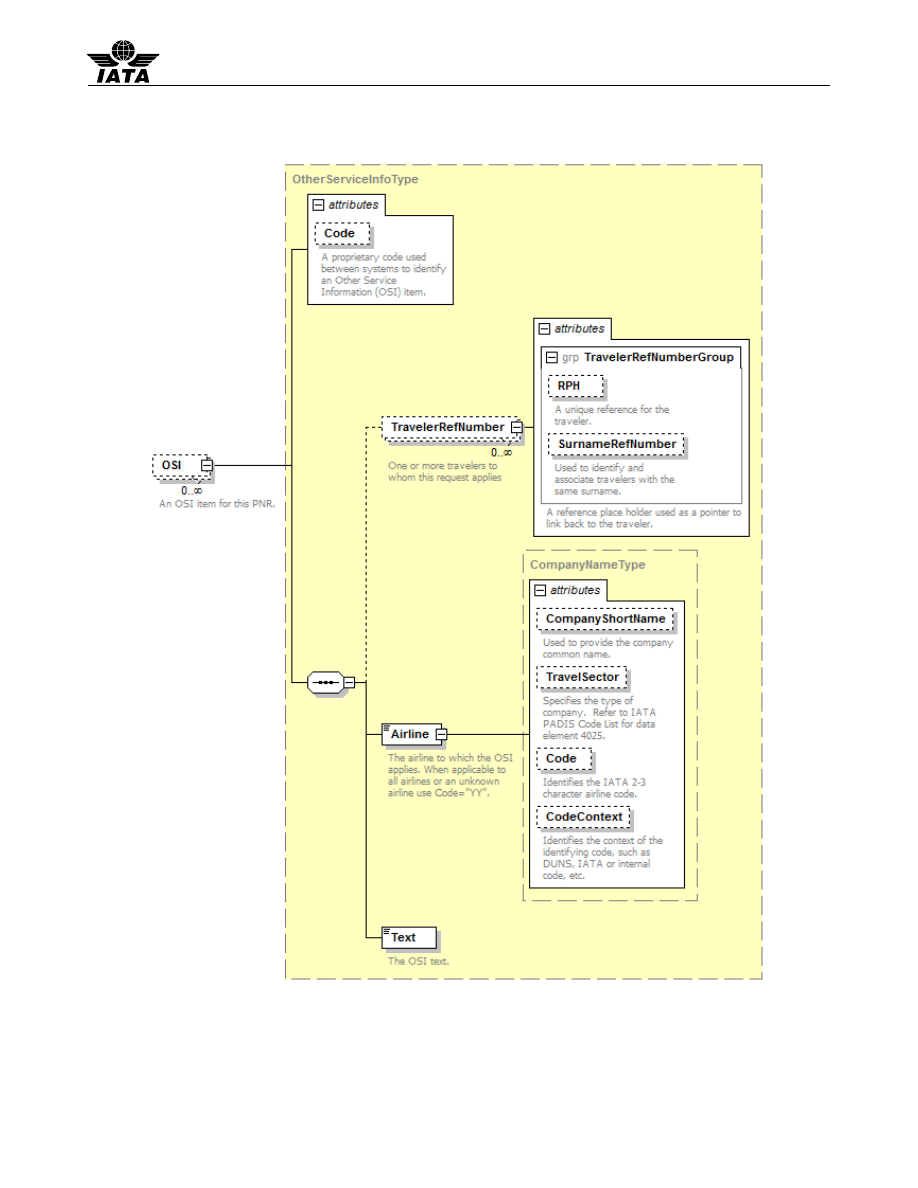 IATA
OtherServiceInfoType
attributes
Code
A proprietary code used
between systems to identify
an Other Service
Information (OSI) item.
attributes
grp TravelerRefNumberGroup
RPH
A unique reference for the
traveler.
TravelerRefNumber
0..∞
One or more travelers to
whom this request applies
SurnameRefNumber
Used to identify and
associate travelers with the
same surname.
A reference place holder used as a pointer to
link back to the traveler.
OSI
0..∞
An OSI item for this PNR.
CompanyNameType
attributes
CompanyShortName
Used to provide the company
common name.
TravelSector
Specifies the type of
company.  Refer to IATA
PADIS Code List for data
element 4025.
Airline
The airline to which the OSI
applies. When applicable to
all airlines or an unknown
airline use Code="YY".
Code
Identifies the IATA 2-3
character airline code.
CodeContext
Identifies the context of the
identifying code, such as
DUNS, IATA or internal
code, etc.
Text
The OSI text.